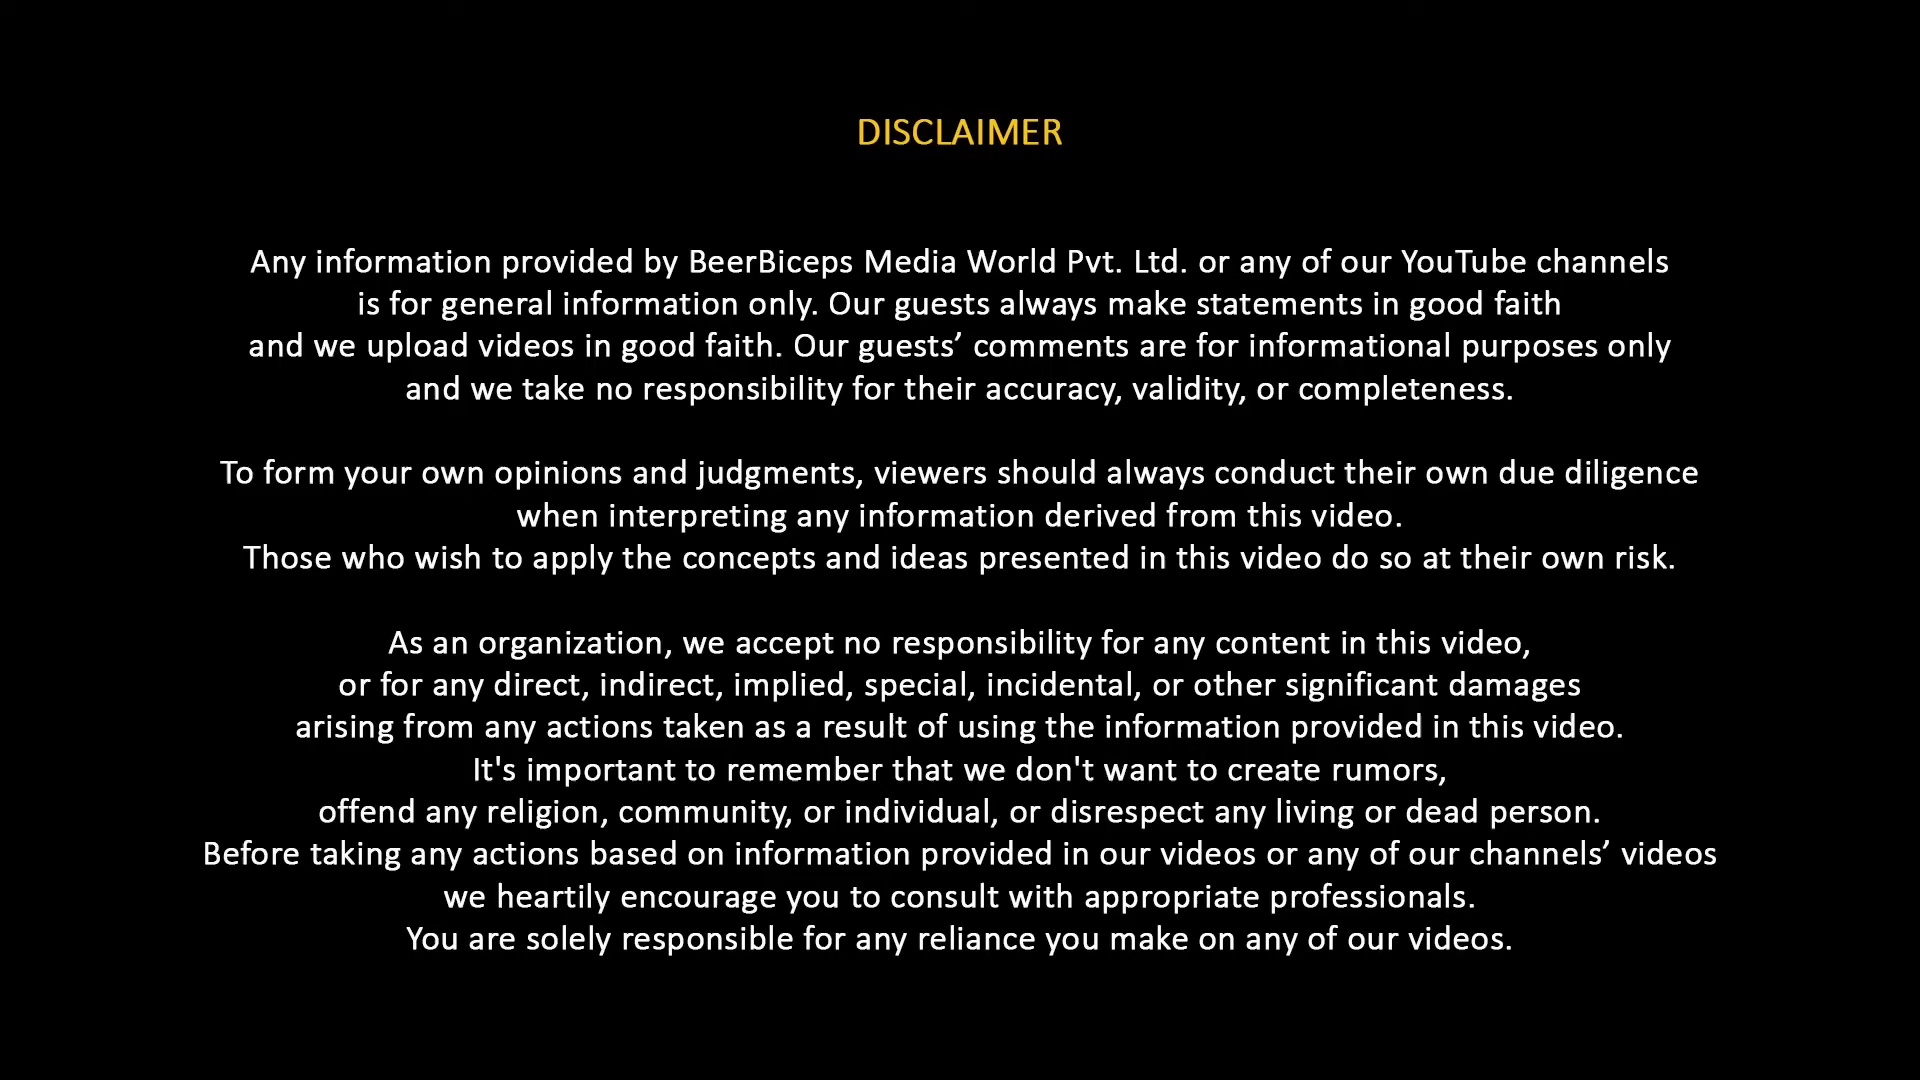 DISCLAIMER
Any information provided by BeerBiceps Media World Pvt. Ltd. or any of our YouTube channels
is for general information only. Our guests always make statements in good faith
and we upload videos in good faith. Our guests’ comments are for informational purposes only
and we take no responsibility for their accuracy, validity, or completeness.
To form your own opinions and judgments, viewers should always conduct their own due diligence
when interpreting any information derived from this video.
Those who wish to apply the concepts and ideas presented in this video do so at their own risk.
As an organization, we accept no responsibility for any content in this video,
or for any direct, indirect, implied, special, incidental, or other significant damages
arising from any actions taken as a result of using the information provided in this video.
It's important to remember that we don't want to create rumors,
offend any religion, community, or individual, or disrespect any living or dead person.
Before taking any actions based on information provided in our videos or any of our channels’ videos
we heartily encourage you to consult with appropriate professionals.
You are solely responsible for any reliance you make on any of our videos.